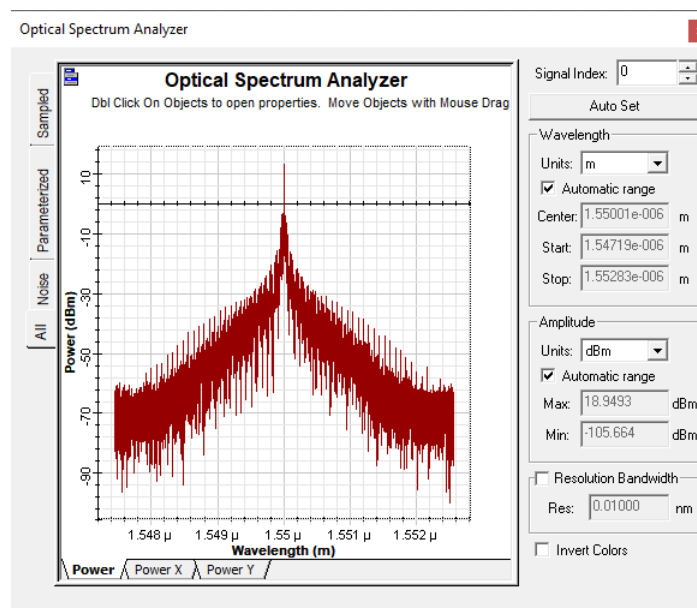 Optical Spectrum Analyzer
Sampled
Parameterized
Noise
All
Optical Spectrum Analyzer
Dbl Click On Objects to open properties. Move Objects with Mouse Drag
Power (dBm)
10
-10
-30
-50
-70
-90
1.548 µ
1.549 µ
1.55 µ
1.551 µ
1.552 µ
Wavelength (m)
Power
Power X
Power Y
Signal Index: 0
Auto Set
Wavelength
Units: m
Automatic range
Center: 1.55001e-006 m
Start: 1.54719e-006 m
Stop: 1.55283e-006 m
Amplitude
Units: dBm
Automatic range
Max: 18.9493 dBm
Min: -105.664 dBm
Resolution Bandwidth
Res: 0.01000 nm
Invert Colors